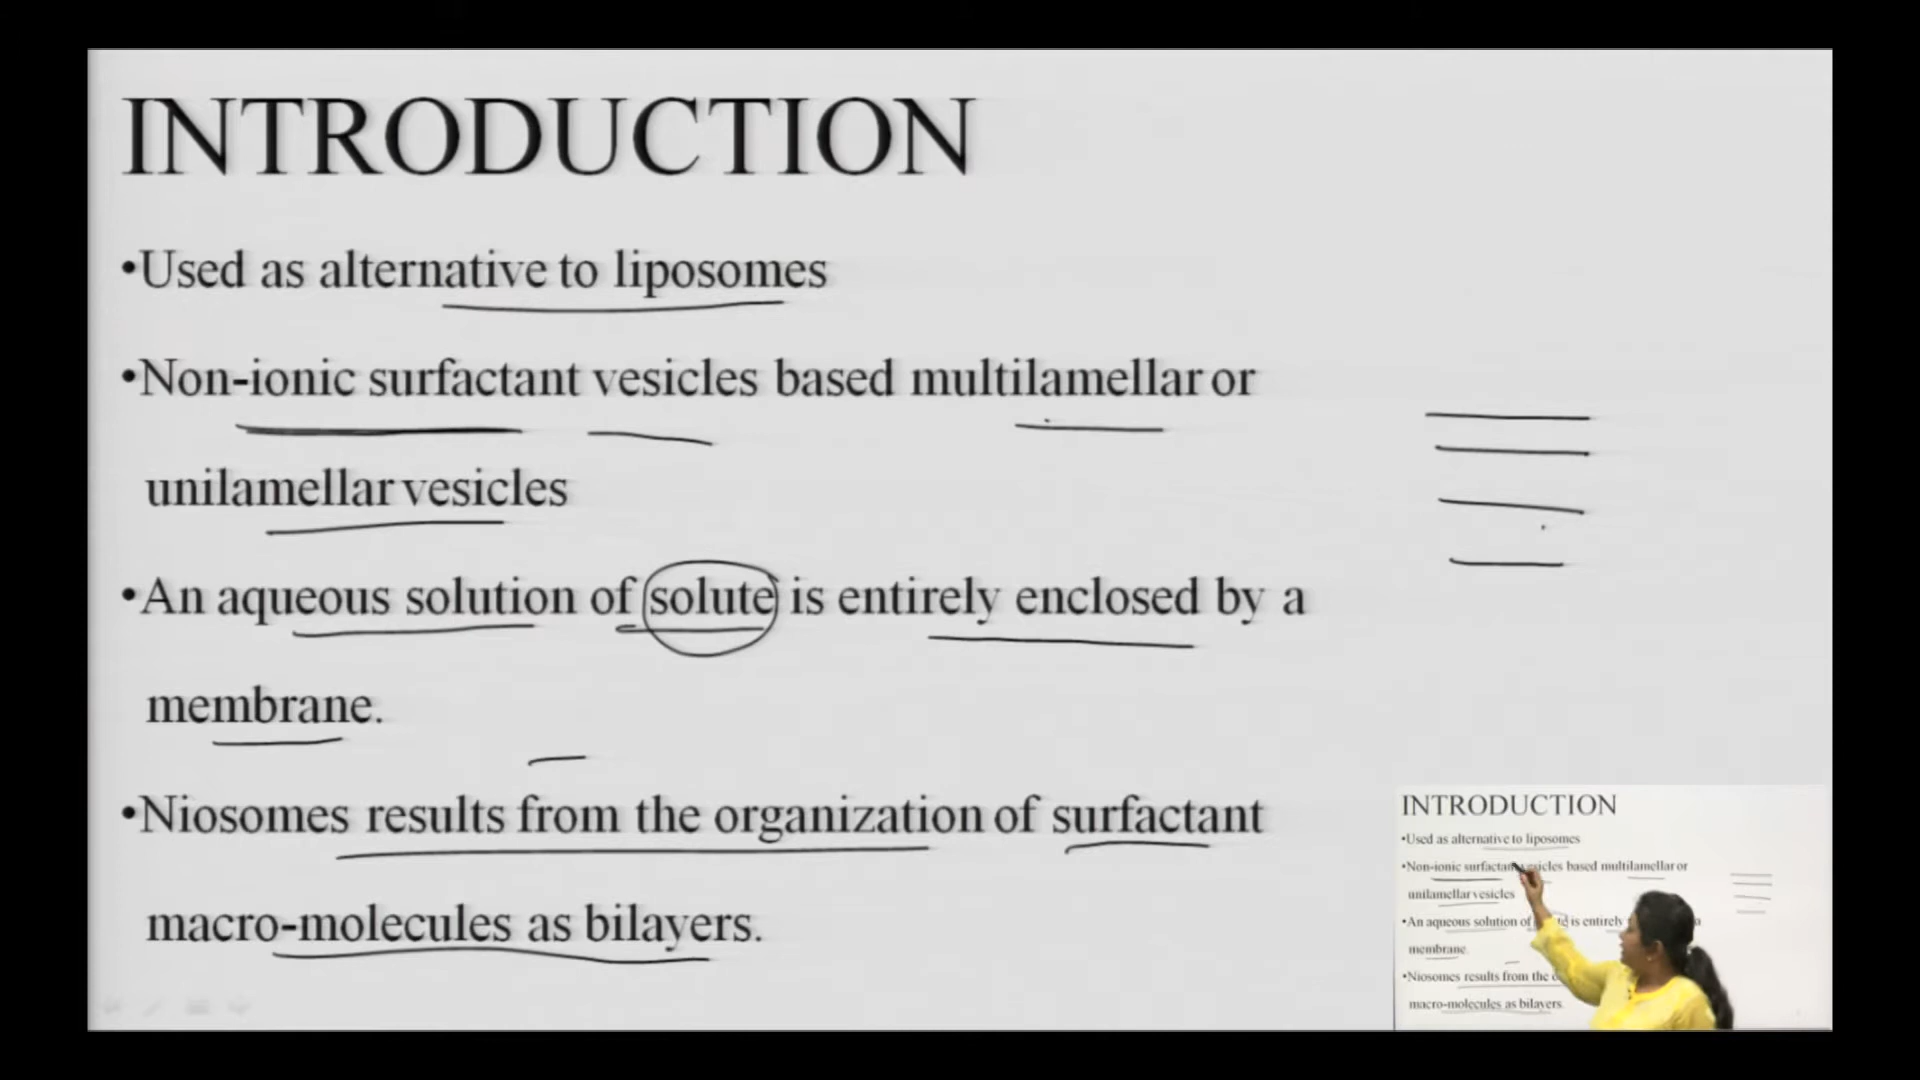 INTRODUCTION
•Used as alternative to liposomes
•Non-ionic surfactant vesicles based multilamellar or
unilamellar vesicles
•An aqueous solution of solute is entirely enclosed by a
membrane.
•Niosomes results from the organization of surfactant
macro-molecules as bilayers.
INTRODUCTION
•Used as alternative to liposomes
•Non-ionic surfactant vesicles based multilamellar or
unilamellar vesicles
•An aqueous solution of is entirely a
membrane.
•Niosomes results from the
macro-molecules as bilayers.